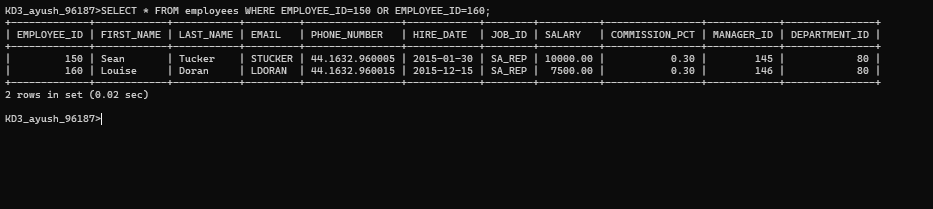 KD3_ayush_96187>SELECT * FROM employees WHERE EMPLOYEE_ID=150 OR EMPLOYEE_ID=160;
+-------------+------------+-----------+---------+--------------------+------------+--------+----------+----------------+------------+---------------+
| EMPLOYEE_ID | FIRST_NAME | LAST_NAME | EMAIL   | PHONE_NUMBER   | HIRE_DATE  | JOB_ID | SALARY   | COMMISSION_PCT | MANAGER_ID | DEPARTMENT_ID |
+-------------+------------+-----------+---------+--------------------+------------+--------+----------+----------------+------------+---------------+
|         150 | Sean       | Tucker    | STUCKER | 44.1632.960005 | 2015-01-30 | SA_REP | 10000.00 |           0.30 |        145 |            80 |
|         160 | Louise     | Doran     | LDORAN  | 44.1632.960015 | 2015-12-15 | SA_REP |  7500.00 |           0.30 |        146 |            80 |
+-------------+------------+-----------+---------+--------------------+------------+--------+----------+----------------+------------+---------------+
2 rows in set (0.02 sec)
KD3_ayush_96187>